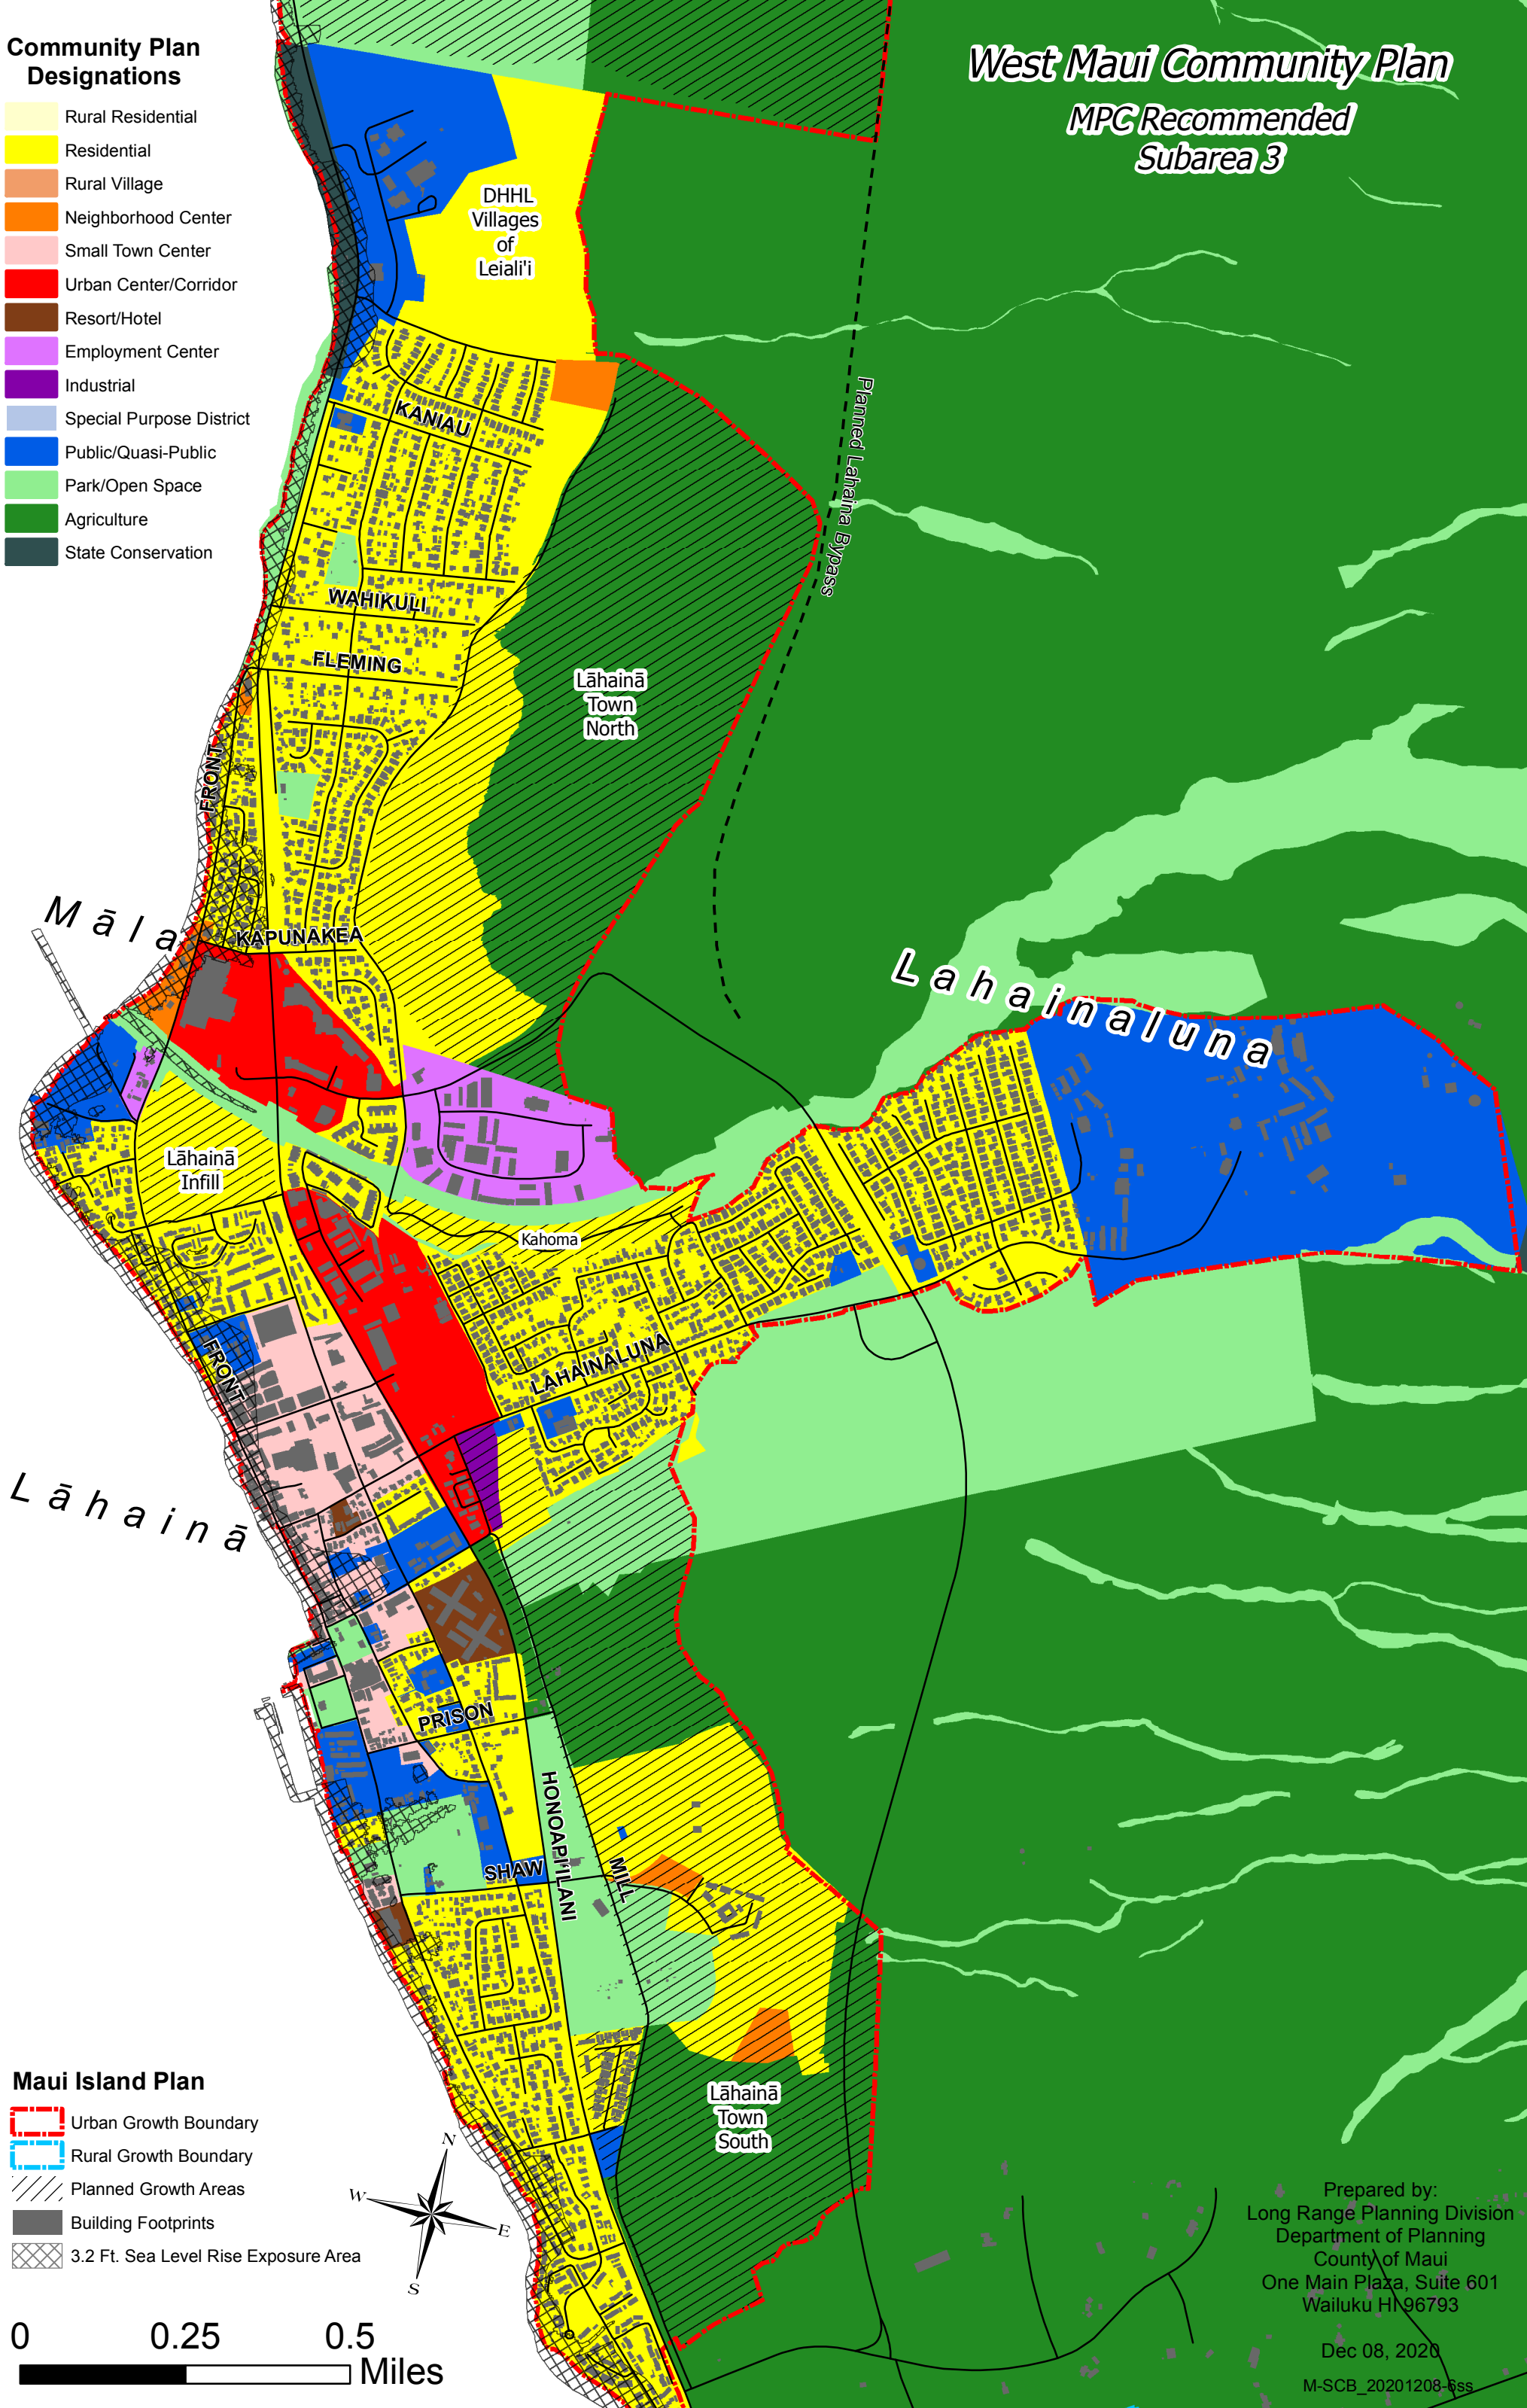 West Maui Community Plan
MPC Recommended
Subarea 3
Community Plan
Designations
Rural Residential
Residential
Rural Village
Neighborhood Center
Small Town Center
Urban Center/Corridor
Resort/Hotel
Employment Center
Industrial
Special Purpose District
Public/Quasi-Public
Park/Open Space
Agriculture
State Conservation
DHHL
Villages
of
Leiali'i
KANIAU
Planned Lahaina Bypass
WAHIKULI
FLEMING
Lāhainā
Town
North
FRONT
Māla
KAPUNAKEA
Lahainaluna
Lāhainā
Infill
Kahoma
FRONT
LAHAINALUNA
Lāhainā
PRISON
HONOAPI'ILANI
SHAW
MILL
Lāhainā
Town
South
Maui Island Plan
Urban Growth Boundary
Rural Growth Boundary
Planned Growth Areas
Building Footprints
3.2 Ft. Sea Level Rise Exposure Area
N
W
E
S
0 0.25 0.5
Miles
Prepared by:
Long Range Planning Division
Department of Planning
County of Maui
One Main Plaza, Suite 601
Wailuku HI 96793
Dec 08, 2020
M-SCB_20201208-6ss